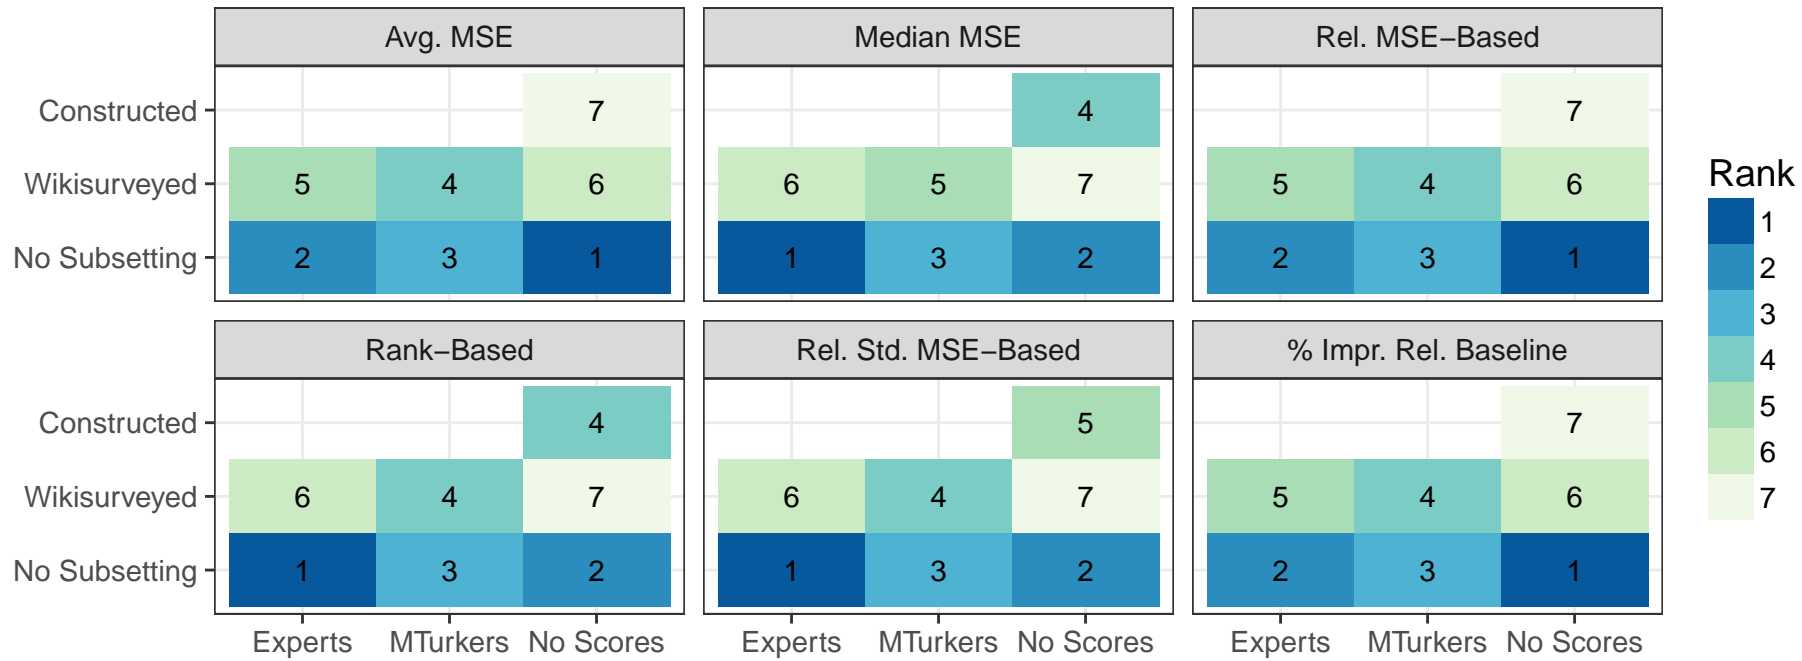 Avg. MSE Median MSE Rel. MSE−Based
Constructed 7 4 7
Wikisurveyed 5 4 6 6 5 7 5 4 6
No Subsetting 2 3 1 1 3 2 2 3 1
Rank−Based Rel. Std. MSE−Based % Impr. Rel. Baseline
Constructed 4 5 7
Wikisurveyed 6 4 7 6 4 7 5 4 6
No Subsetting 1 3 2 1 3 2 2 3 1
Experts MTurkers No Scores Experts MTurkers No Scores Experts MTurkers No Scores
Rank
1
2
3
4
5
6
7